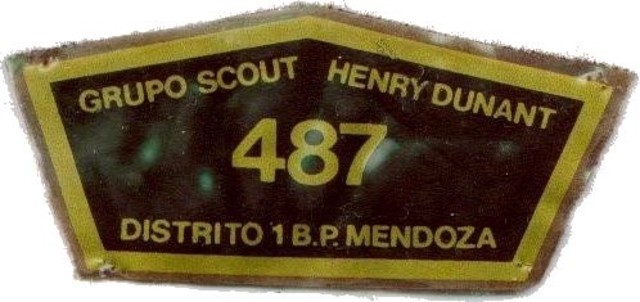 GRUPO SCOUT HENRY DUNANT
487
DISTRITO 1 B.P. MENDOZA